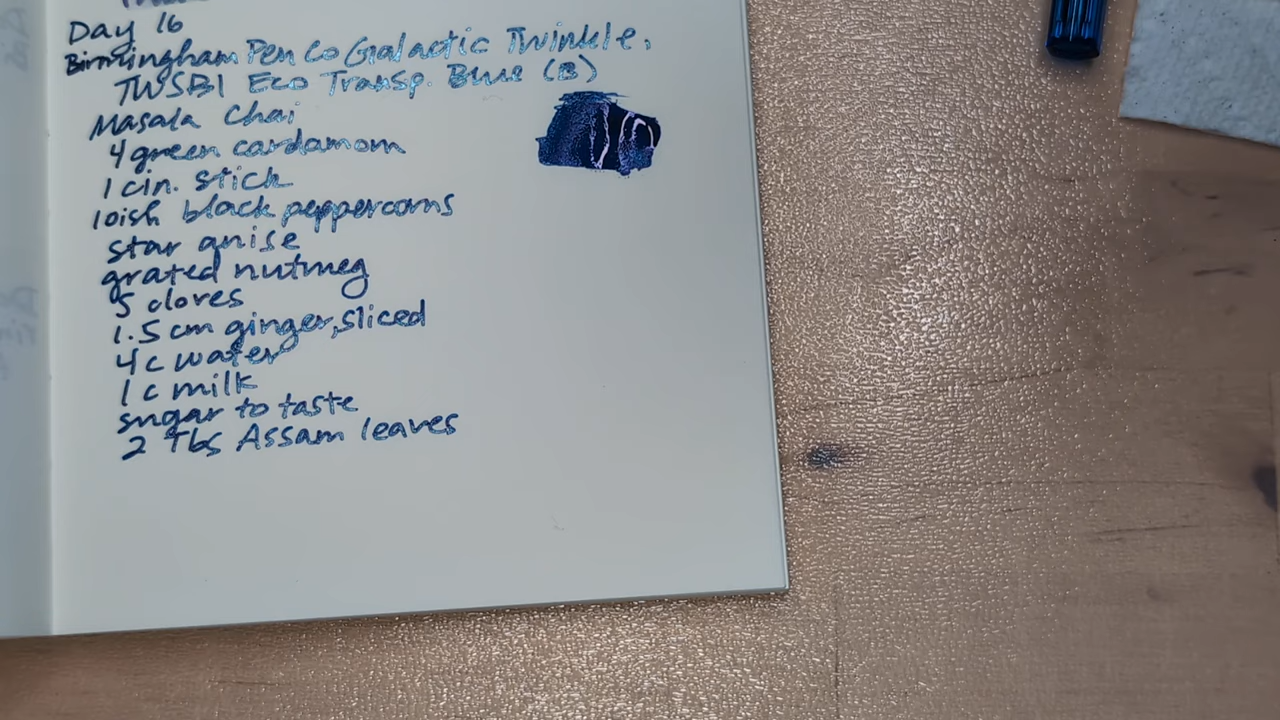 Day 16
Birmingham Pen Co Galactic Twinkle.
TWSBI Eco Transp. Blue (B)
Masala Chai
4 green cardamom
1 cin. stick
10ish black peppercorns
star anise
grated nutmeg
5 cloves
1.5 cm ginger, sliced
4 c water
1 c milk
sugar to taste
2 Tbs Assam leaves